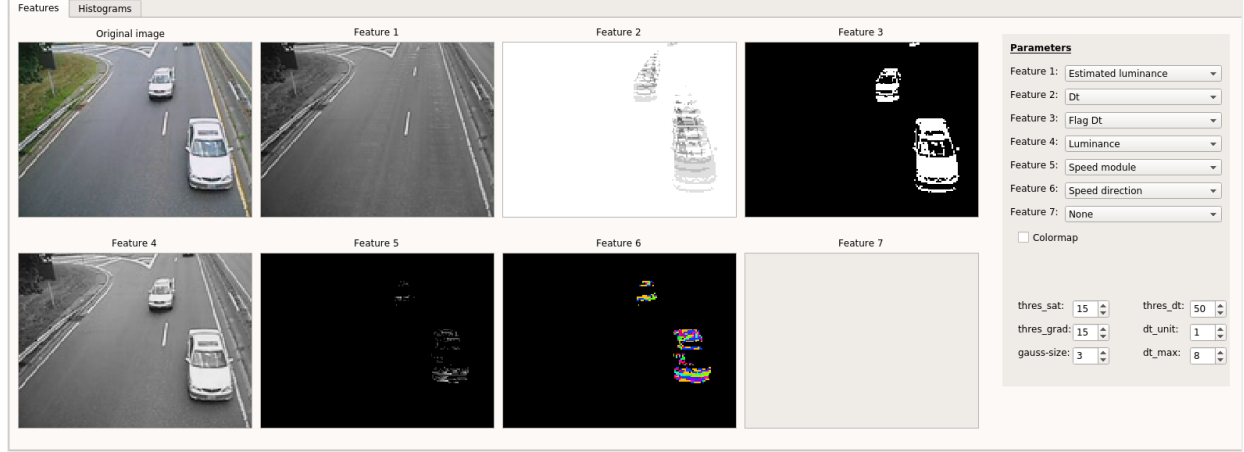 Features Histograms
Original image Feature 1 Feature 2 Feature 3
Parameters
Feature 1: Estimated luminance
Feature 2: Dt
Feature 3: Flag Dt
Feature 4: Luminance
Feature 5: Speed module
Feature 6: Speed direction
Feature 7: None
Colormap
Feature 4 Feature 5 Feature 6 Feature 7
thres_sat: 15 thres_dt: 50
thres_grad: 15 dt_unit: 1
gauss-size: 3 dt_max: 8